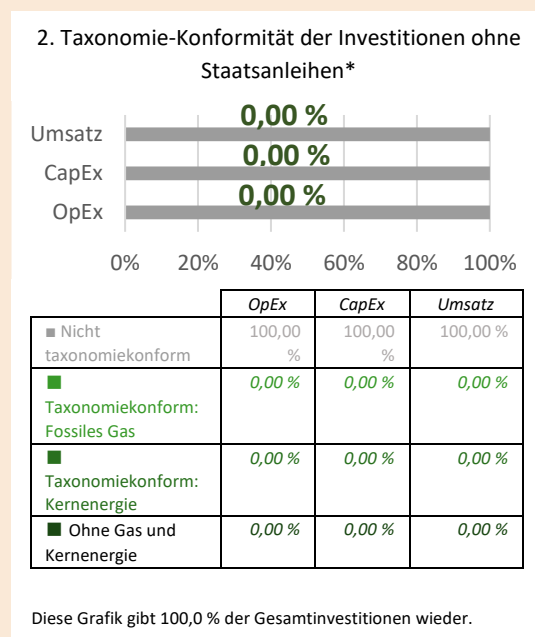 2. Taxonomie-Konformität der Investitionen ohne
Staatsanleihen*
0,00 %
Umsatz
0,00 %
CapEx
0,00 %
OpEx
0% 20% 40% 60% 80% 100%
OpEx CapEx Umsatz
■ Nicht taxonomiekonform 100,00 % 100,00 % 100,00 %
■ Taxonomiekonform: Fossiles Gas 0,00 % 0,00 % 0,00 %
■ Taxonomiekonform: Kernenergie 0,00 % 0,00 % 0,00 %
■ Ohne Gas und Kernenergie 0,00 % 0,00 % 0,00 %
Diese Grafik gibt 100,0 % der Gesamtinvestitionen wieder.